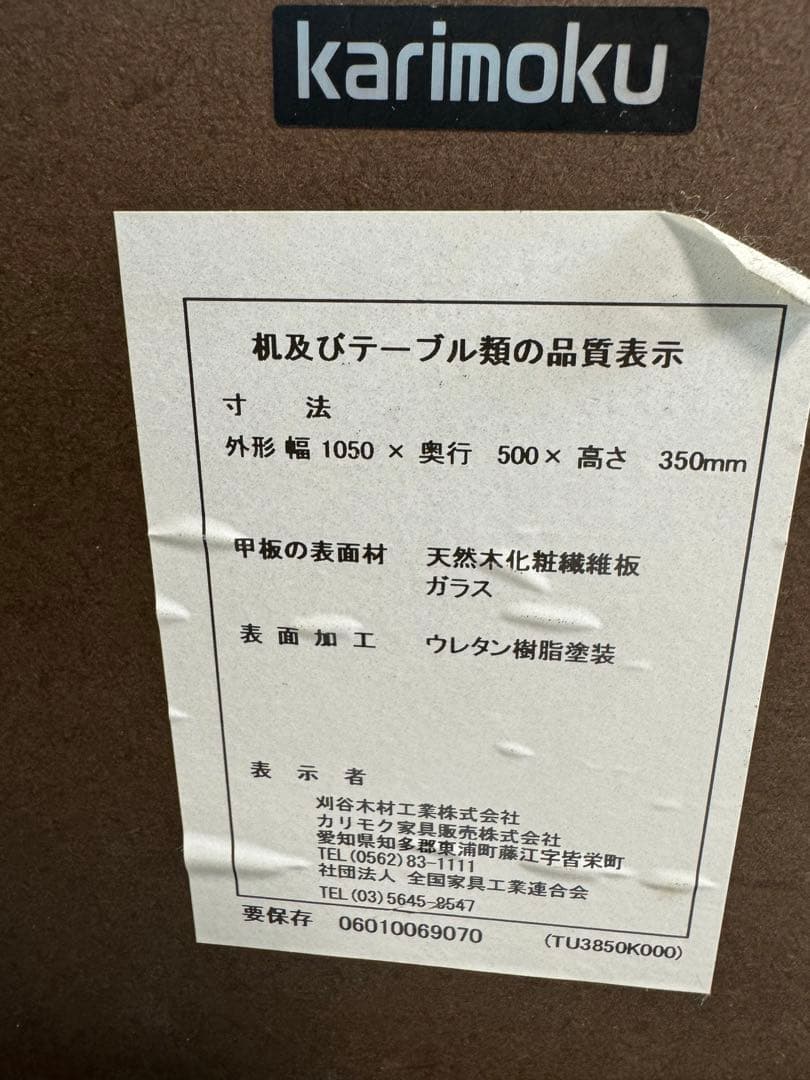 karimoku
机及びテーブル類の品質表示
寸 法
外形 幅 1050 × 奥行 500 × 高さ 350mm
甲板の表面材 天然木化粧繊維板
ガラス
表面加工 ウレタン樹脂塗装
表示者
刈谷木材工業株式会社
カリモク家具販売株式会社
愛知県知多郡東浦町藤江字皆栄町
TEL(0562)83-1111
社団法人 全国家具工業連合会
TEL(03)5645-8547
要保存 06010069070 (TU3850K000)